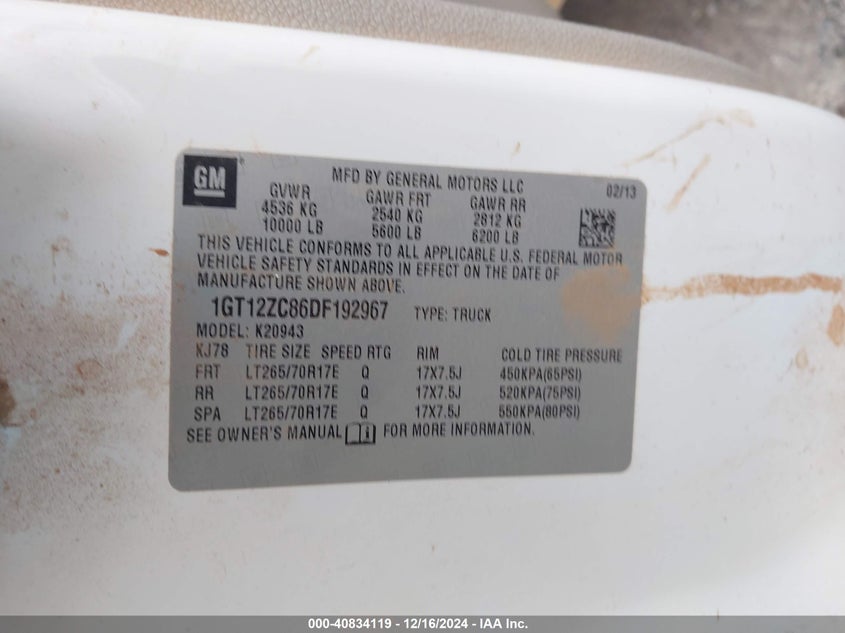 GM
MFD BY GENERAL MOTORS LLC 02/13
GVWR GAWR FRT GAWR RR
4536 KG 2540 KG 2812 KG
10000 LB 5600 LB 6200 LB
THIS VEHICLE CONFORMS TO ALL APPLICABLE U.S. FEDERAL MOTOR
VEHICLE SAFETY STANDARDS IN EFFECT ON THE DATE OF
MANUFACTURE SHOWN ABOVE.
1GT12ZC86DF192967 TYPE: TRUCK
MODEL: K20943
KJ78 TIRE SIZE SPEED RTG RIM COLD TIRE PRESSURE
FRT LT265/70R17E Q 17X7.5J 450KPA(65PSI)
RR LT265/70R17E Q 17X7.5J 520KPA(75PSI)
SPA LT265/70R17E Q 17X7.5J 550KPA(80PSI)
SEE OWNER'S MANUAL FOR MORE INFORMATION.
000-40834119 - 12/16/2024 - IAA Inc.